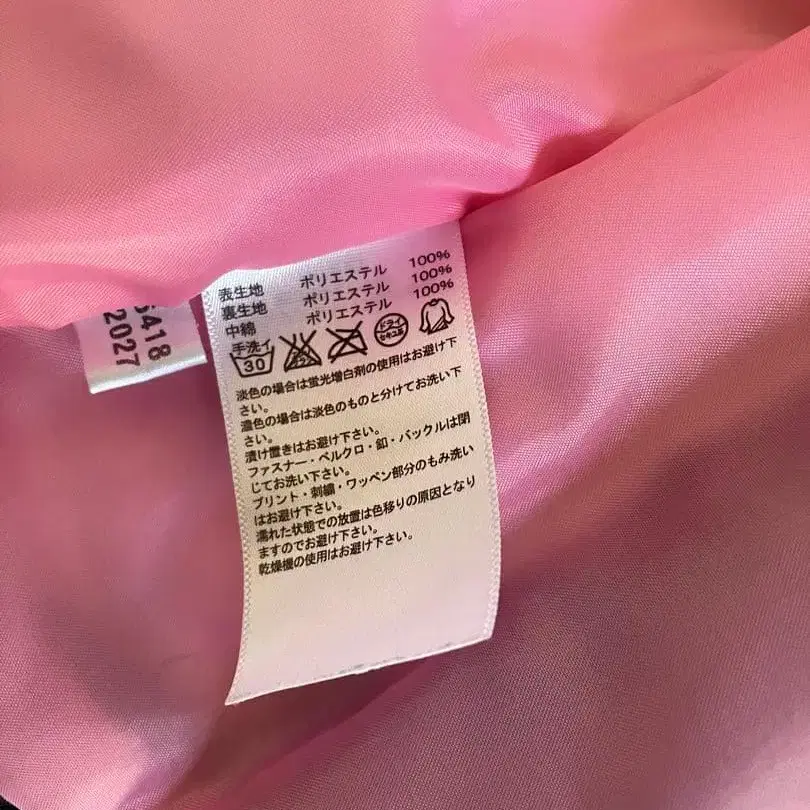 表生地 ポリエステル 100%
裏生地 ポリエステル 100%
中綿 ポリエステル 100%
手洗イ
30
ドライ
セキユ系
淡色の場合は蛍光増白剤の使用はお避け下
さい。
濃色の場合は淡色のものと分けてお洗い下
さい。
漬け置きはお避け下さい。
ファスナー・ベルクロ・釦・バックルは閉
じてお洗い下さい。
プリント・刺繍・ワッペン部分のもみ洗い
はお避け下さい。
濡れた状態での放置は色移りの原因となり
ますのでお避け下さい。
乾燥機の使用はお避け下さい。
5418
2027